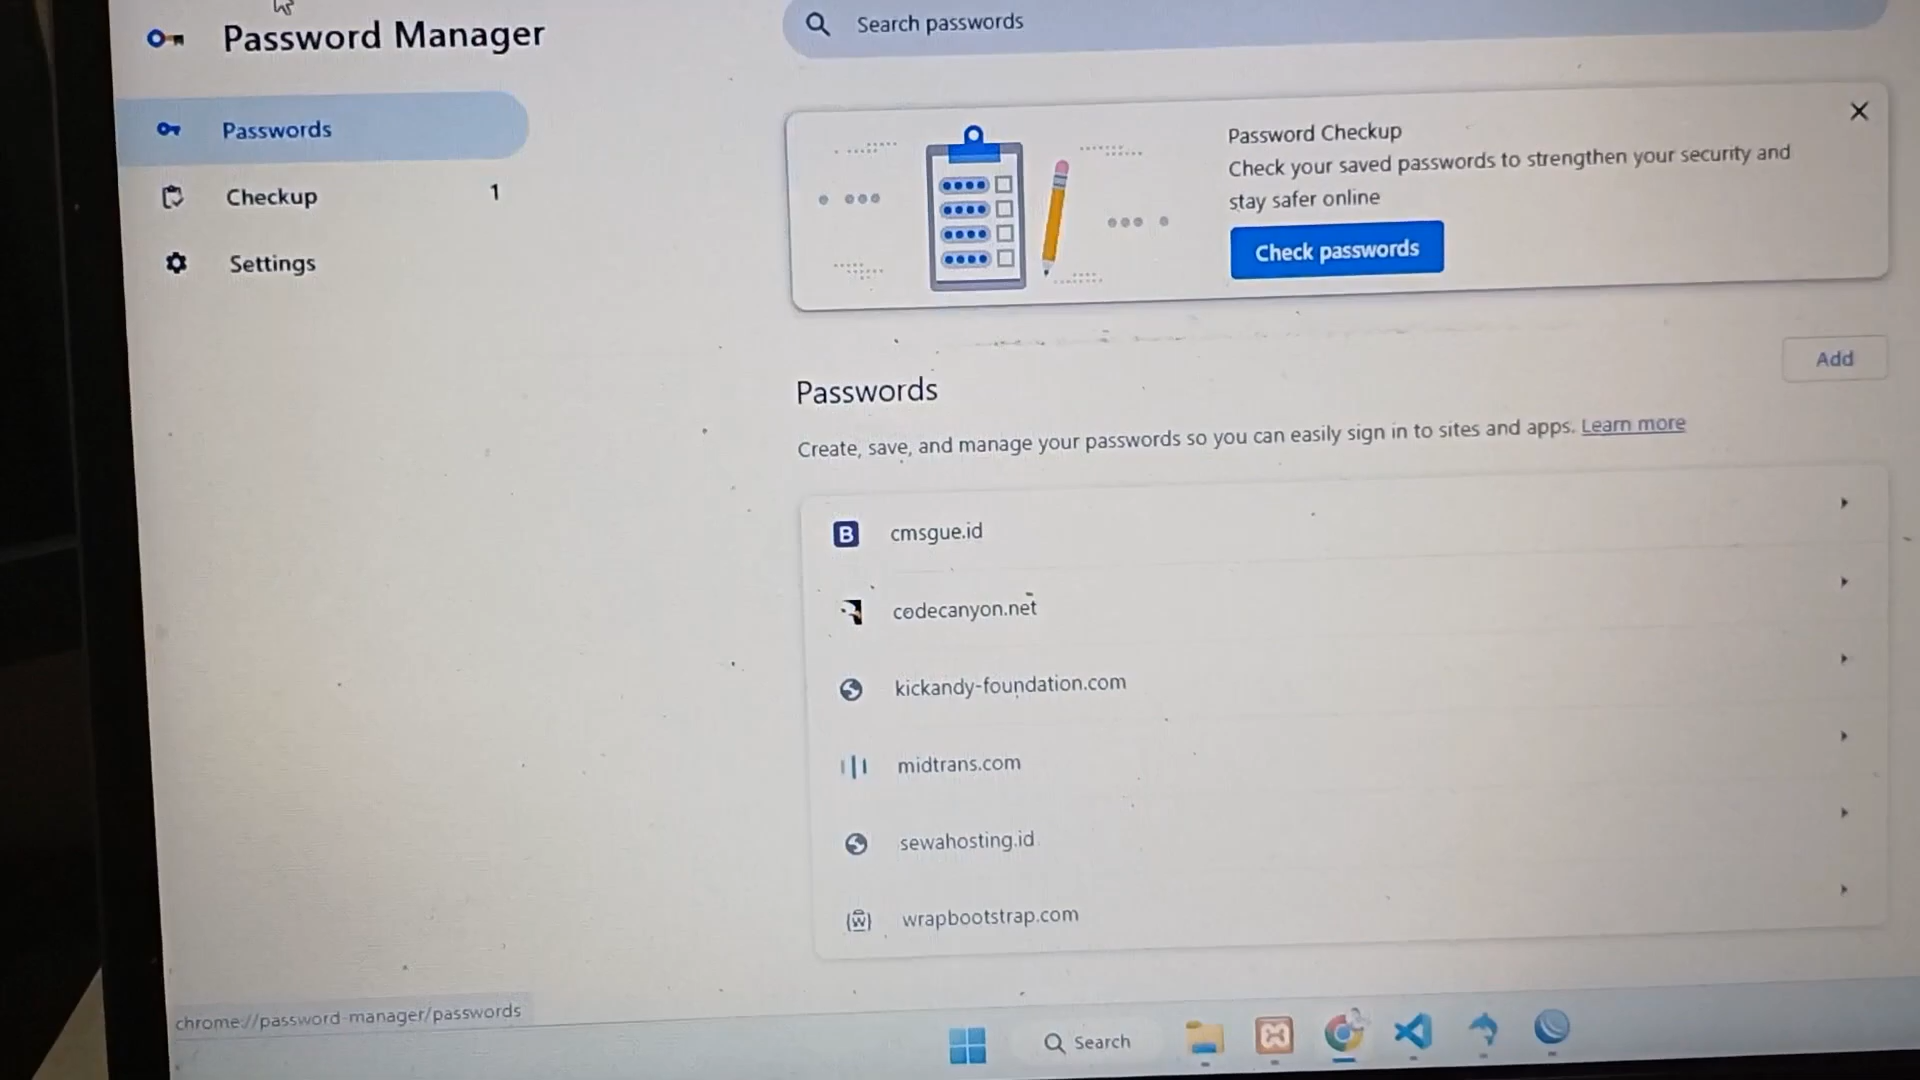 Password Manager
Search passwords
Passwords
Checkup 1
Settings
Password Checkup
Check your saved passwords to strengthen your security and
stay safer online
Check passwords
Add
Passwords
Create, save, and manage your passwords so you can easily sign in to sites and apps. Learn more
B cmsgue.id
codecanyon.net
kickandy-foundation.com
midtrans.com
sewahosting.id
W wrapbootstrap.com
chrome://password-manager/passwords
Search